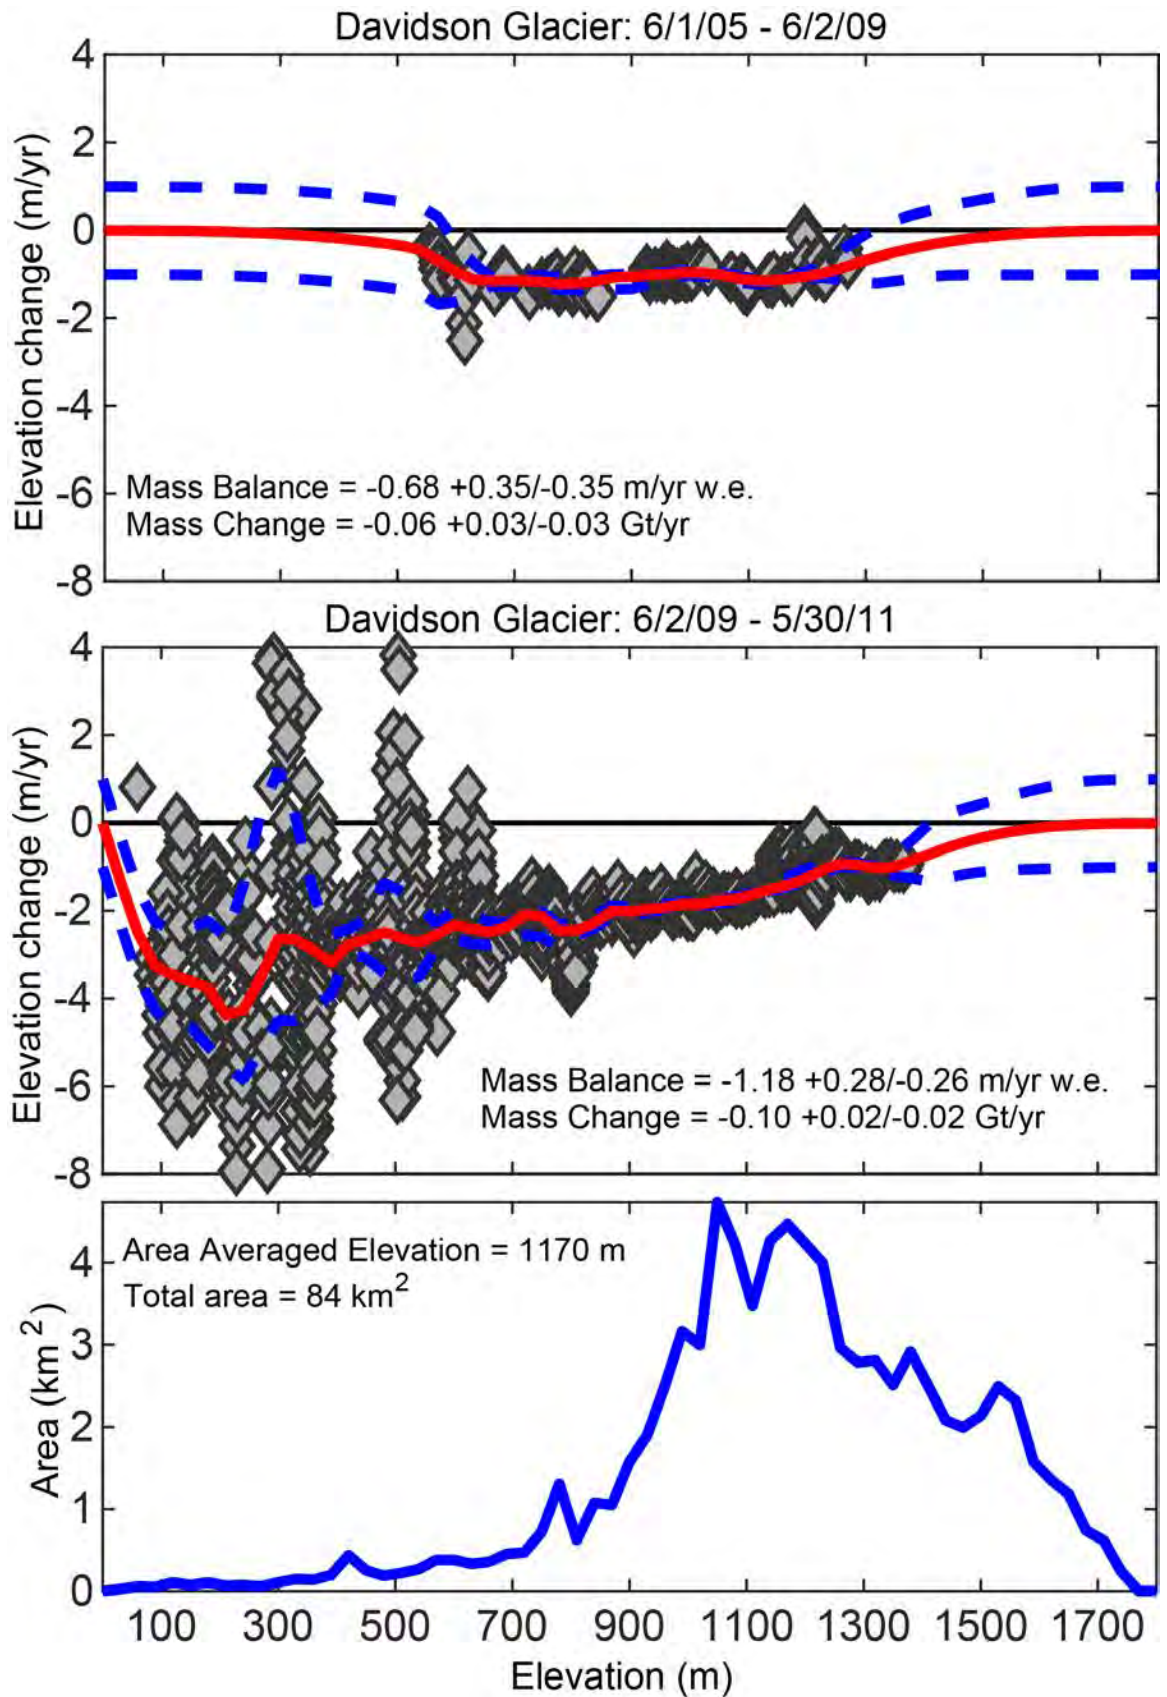 Davidson Glacier: 6/1/05 - 6/2/09
4
2
0
-2
-4
-6
-8
Elevation change (m/yr)
Mass Balance = -0.68 +0.35/-0.35 m/yr w.e.
Mass Change = -0.06 +0.03/-0.03 Gt/yr
Davidson Glacier: 6/2/09 - 5/30/11
4
2
0
-2
-4
-6
-8
Elevation change (m/yr)
Mass Balance = -1.18 +0.28/-0.26 m/yr w.e.
Mass Change = -0.10 +0.02/-0.02 Gt/yr
Area Averaged Elevation = 1170 m
Total area = 84 km²
4
3
2
1
0
Area (km ²)
100 300 500 700 900 1100 1300 1500 1700
Elevation (m)